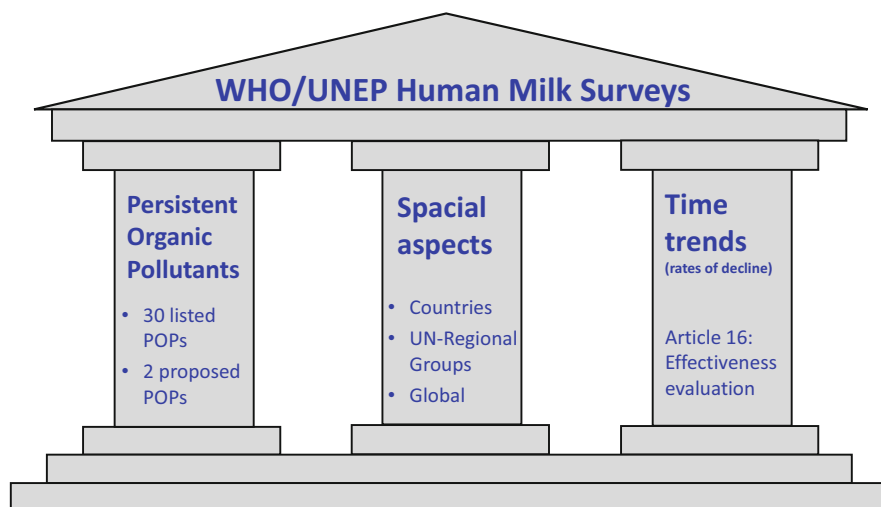 WHO/UNEP Human Milk Surveys
Persistent
Organic
Pollutants
• 30 listed
POPs
• 2 proposed
POPs
Spacial
aspects
• Countries
• UN-Regional
Groups
• Global
Time
trends
(rates of decline)
Article 16:
Effectiveness
evaluation